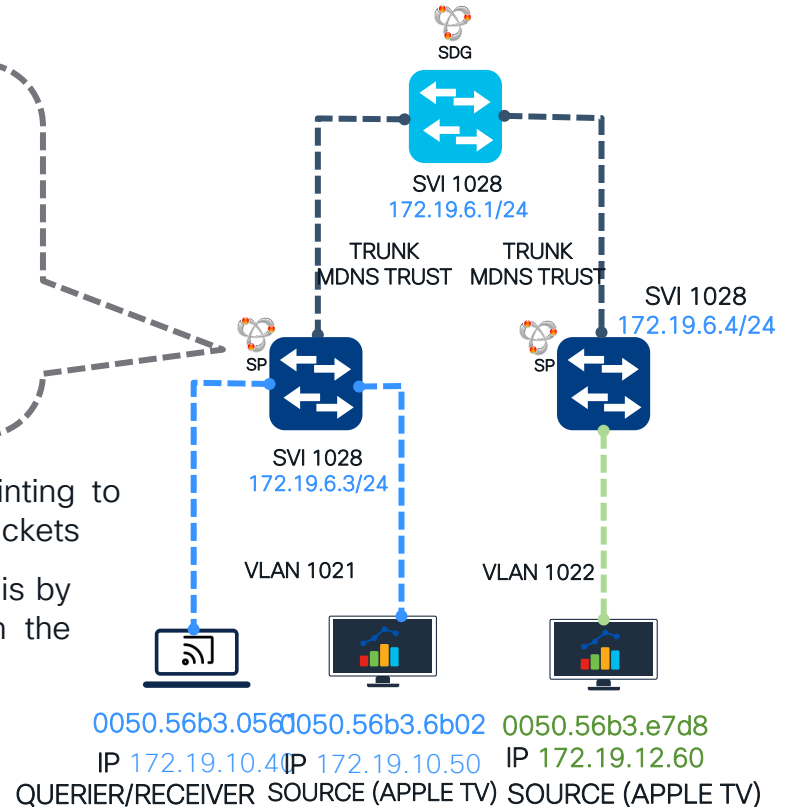 SDG
SVI 1028
172.19.6.1/24
TRUNK
MDNS TRUST
TRUNK
MDNS TRUST
SVI 1028
172.19.6.4/24
SP
SP
SVI 1028
172.19.6.3/24
inting to
ckets
is by
the
VLAN 1021
VLAN 1022
0050.56b3.0561
0050.56b3.6b02
0050.56b3.e7d8
IP 172.19.10.40
IP 172.19.10.50
IP 172.19.12.60
QUERIER/RECEIVER
SOURCE (APPLE TV)
SOURCE (APPLE TV)